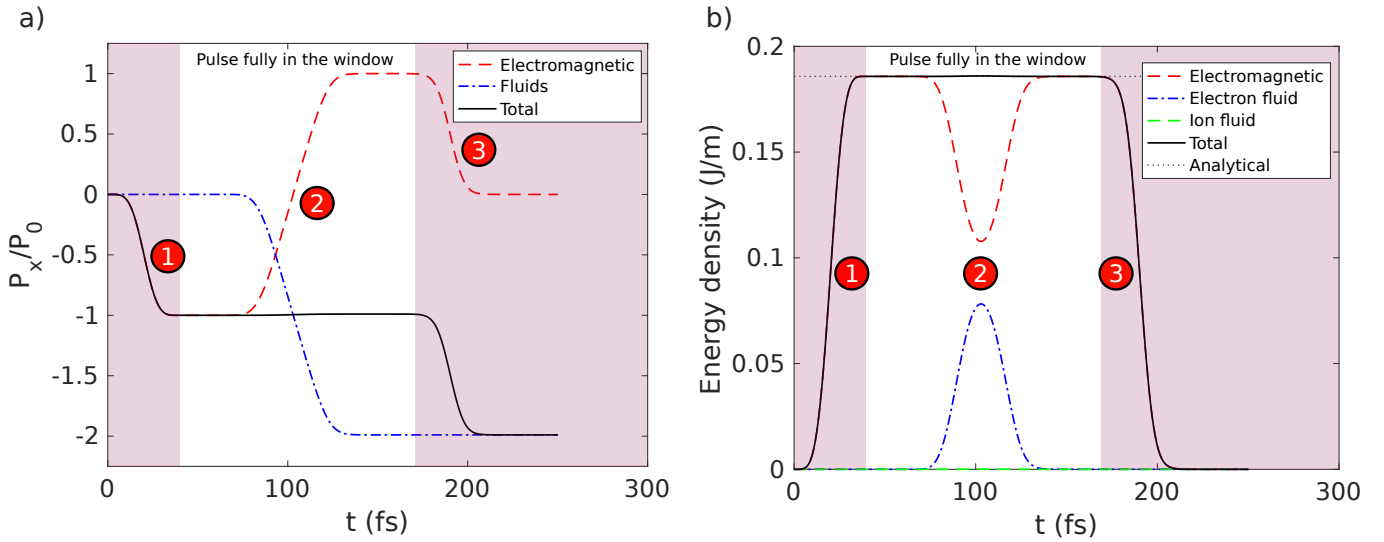 a)
Pulse fully in the window
Electromagnetic
Fluids
Total
1
0.5
0
-0.5
-1
-1.5
-2
P_x/P_0
1
2
3
0
100
200
300
t (fs)
b)
Pulse fully in the window
Electromagnetic
Electron fluid
Ion fluid
Total
Analytical
0.2
0.15
0.1
0.05
0
Energy density (J/m)
1
2
3
0
100
200
300
t (fs)